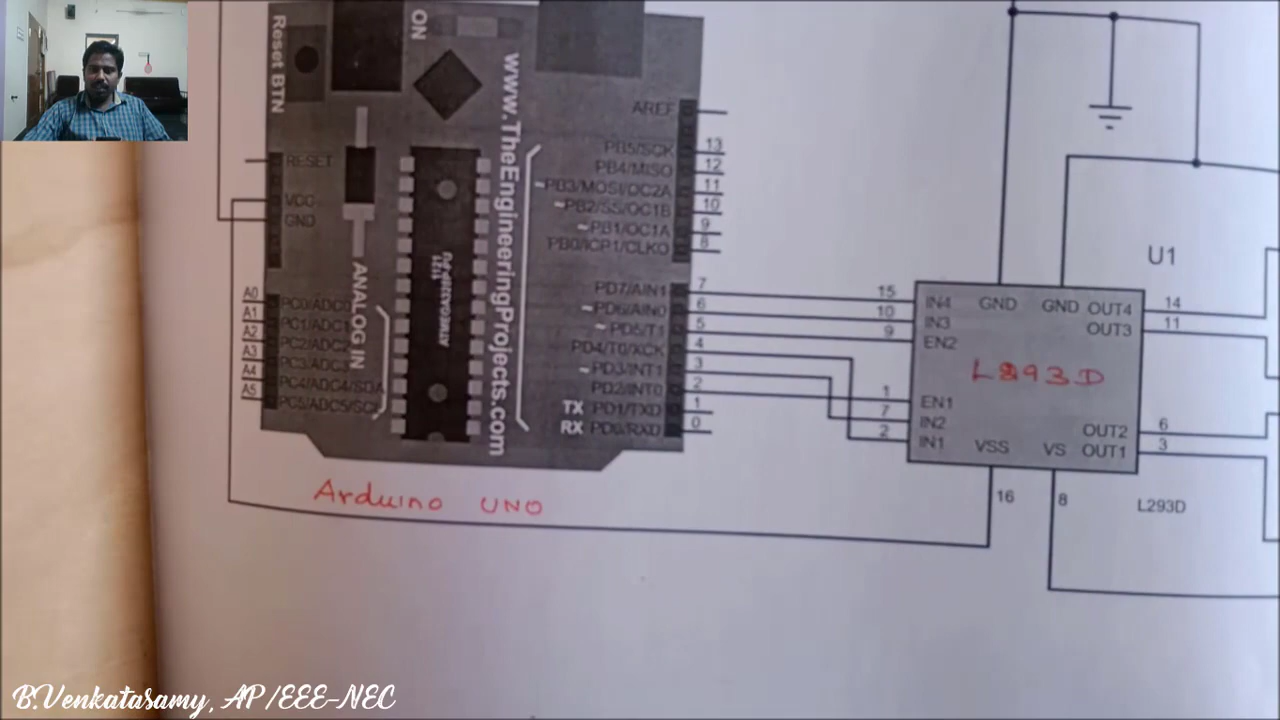 Reset BTN
ON
www.TheEngineeringProjects.com
AREF
PB5/SCK 13
PB4/MISO 12
~PB3/MOSI/OC2A 11
~PB2/SS/OC1B 10
~PB1/OC1A 9
PB0/ICP1/CLKO 8
RESET
VCC
GND
ANALOG IN
ATMEGA328P-PU
1121
A0 PC0/ADC0
A1 PC1/ADC1
A2 PC2/ADC2
A3 PC3/ADC3
A4 PC4/ADC4/SDA
A5 PC5/ADC5/SCL
PD7/AIN1 7
~PD6/AIN0 6
~PD5/T1 5
PD4/T0/XCK 4
~PD3/INT1 3
PD2/INT0 2
TX PD1/TXD 1
RX PD0/RXD 0
Arduino UNO
U1
15 IN4 GND GND OUT4 14
10 IN3 OUT3 11
9 EN2
L293D
1 EN1
7 IN2 OUT2 6
2 IN1 VSS VS OUT1 3
16 8
L293D
B.Venkatasamy, AP/EEE-NEC